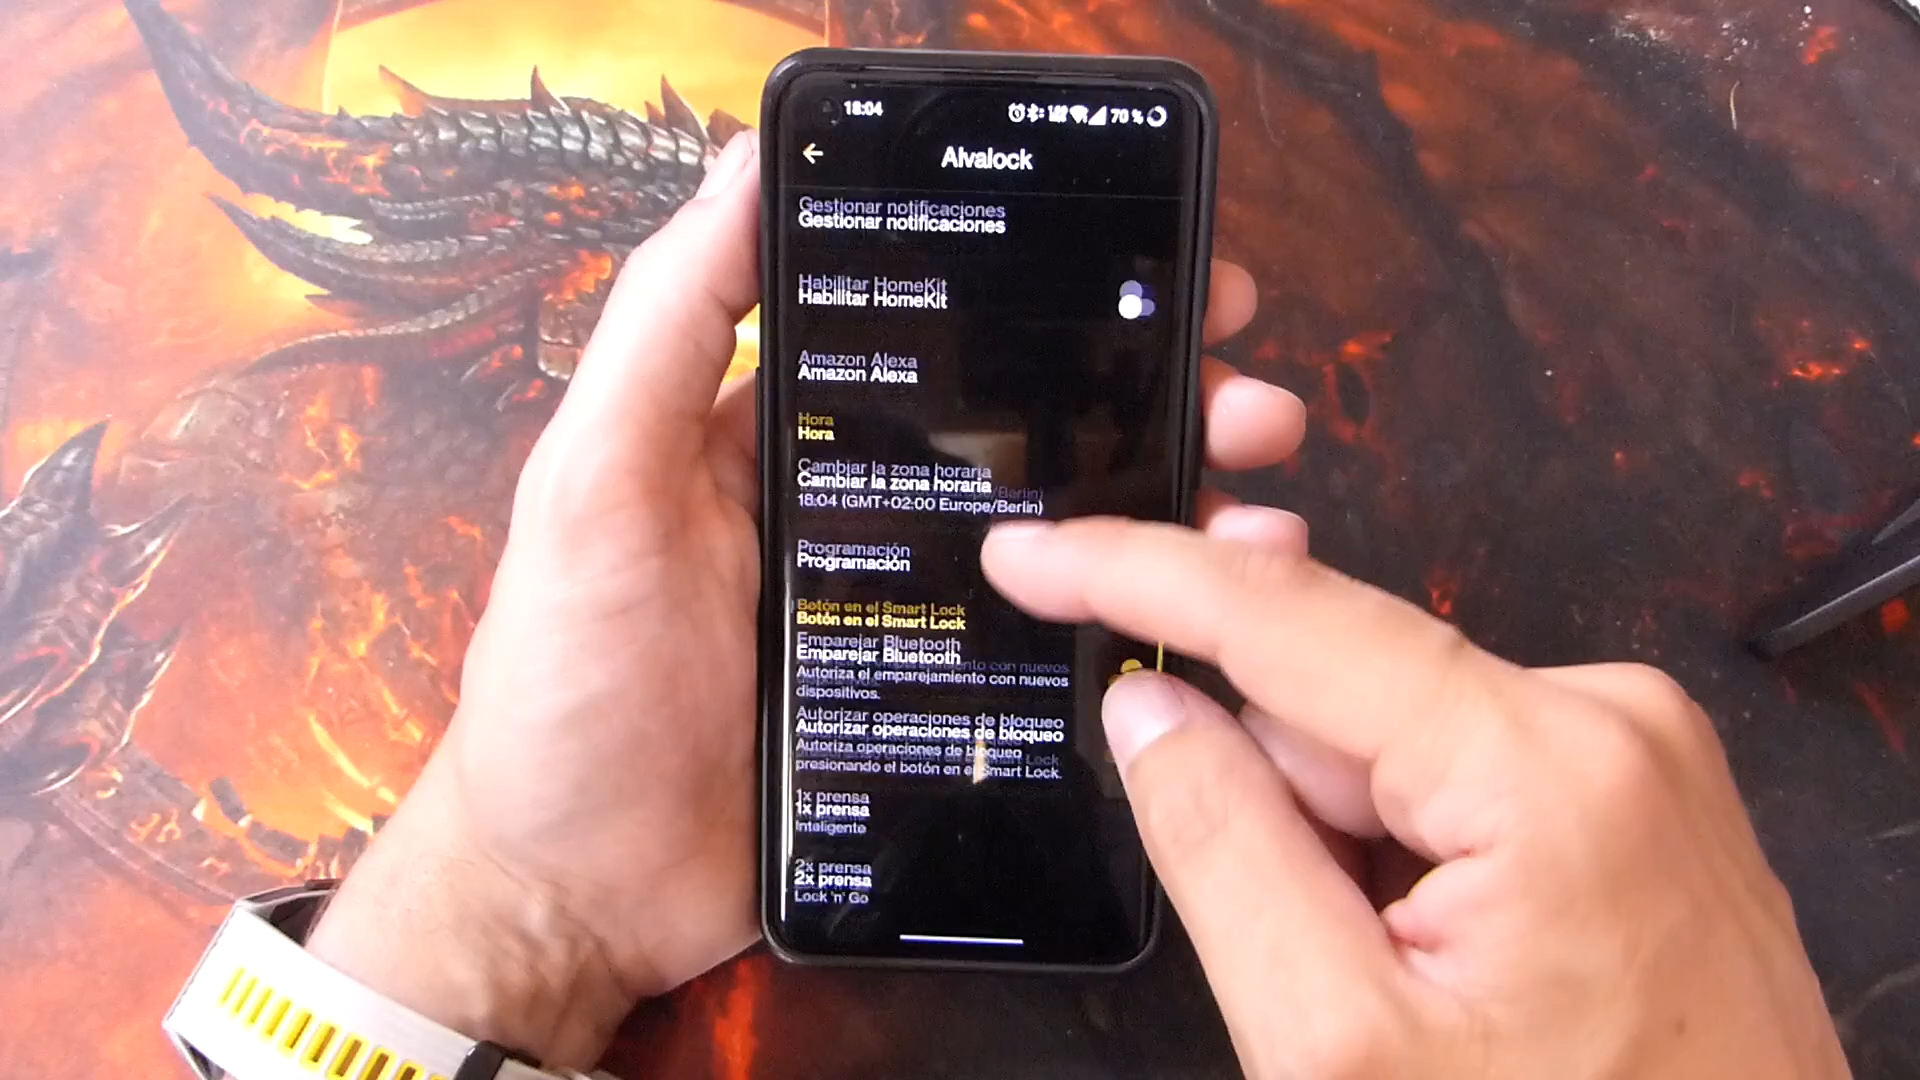 18:04
70 %
Alvalock
Gestionar notificaciones
Habilitar HomeKit
Amazon Alexa
Hora
Cambiar la zona horaria
18:04 (GMT+02:00 Europe/Berlin)
Programación
Botón en el Smart Lock
Emparejar Bluetooth
Autoriza el emparejamiento con nuevos
dispositivos.
Autorizar operaciones de bloqueo
Autoriza operaciones de bloqueo
presionando el botón en el Smart Lock.
1x prensa
Inteligente
2x prensa
Lock 'n' Go